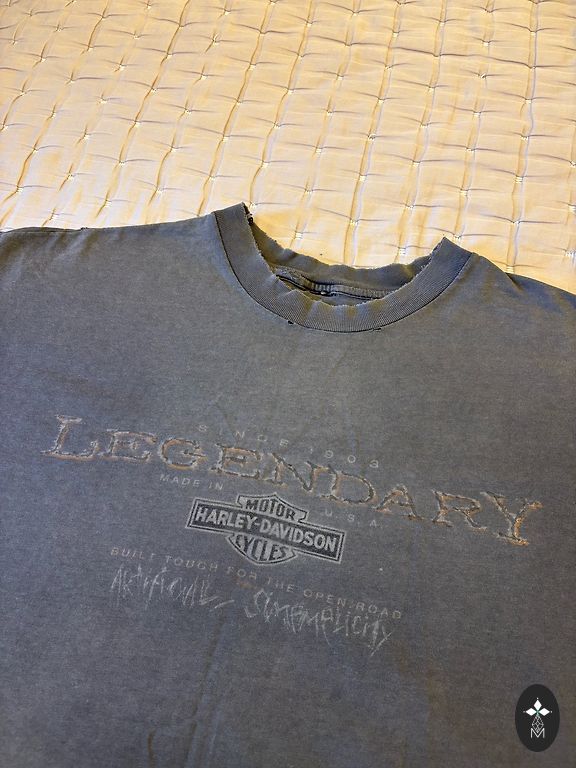 SINCE 1903
LEGENDARY
MADE IN U.S.A.
MOTOR
HARLEY-DAVIDSON
CYCLES
BUILT TOUGH FOR THE OPEN ROAD
M